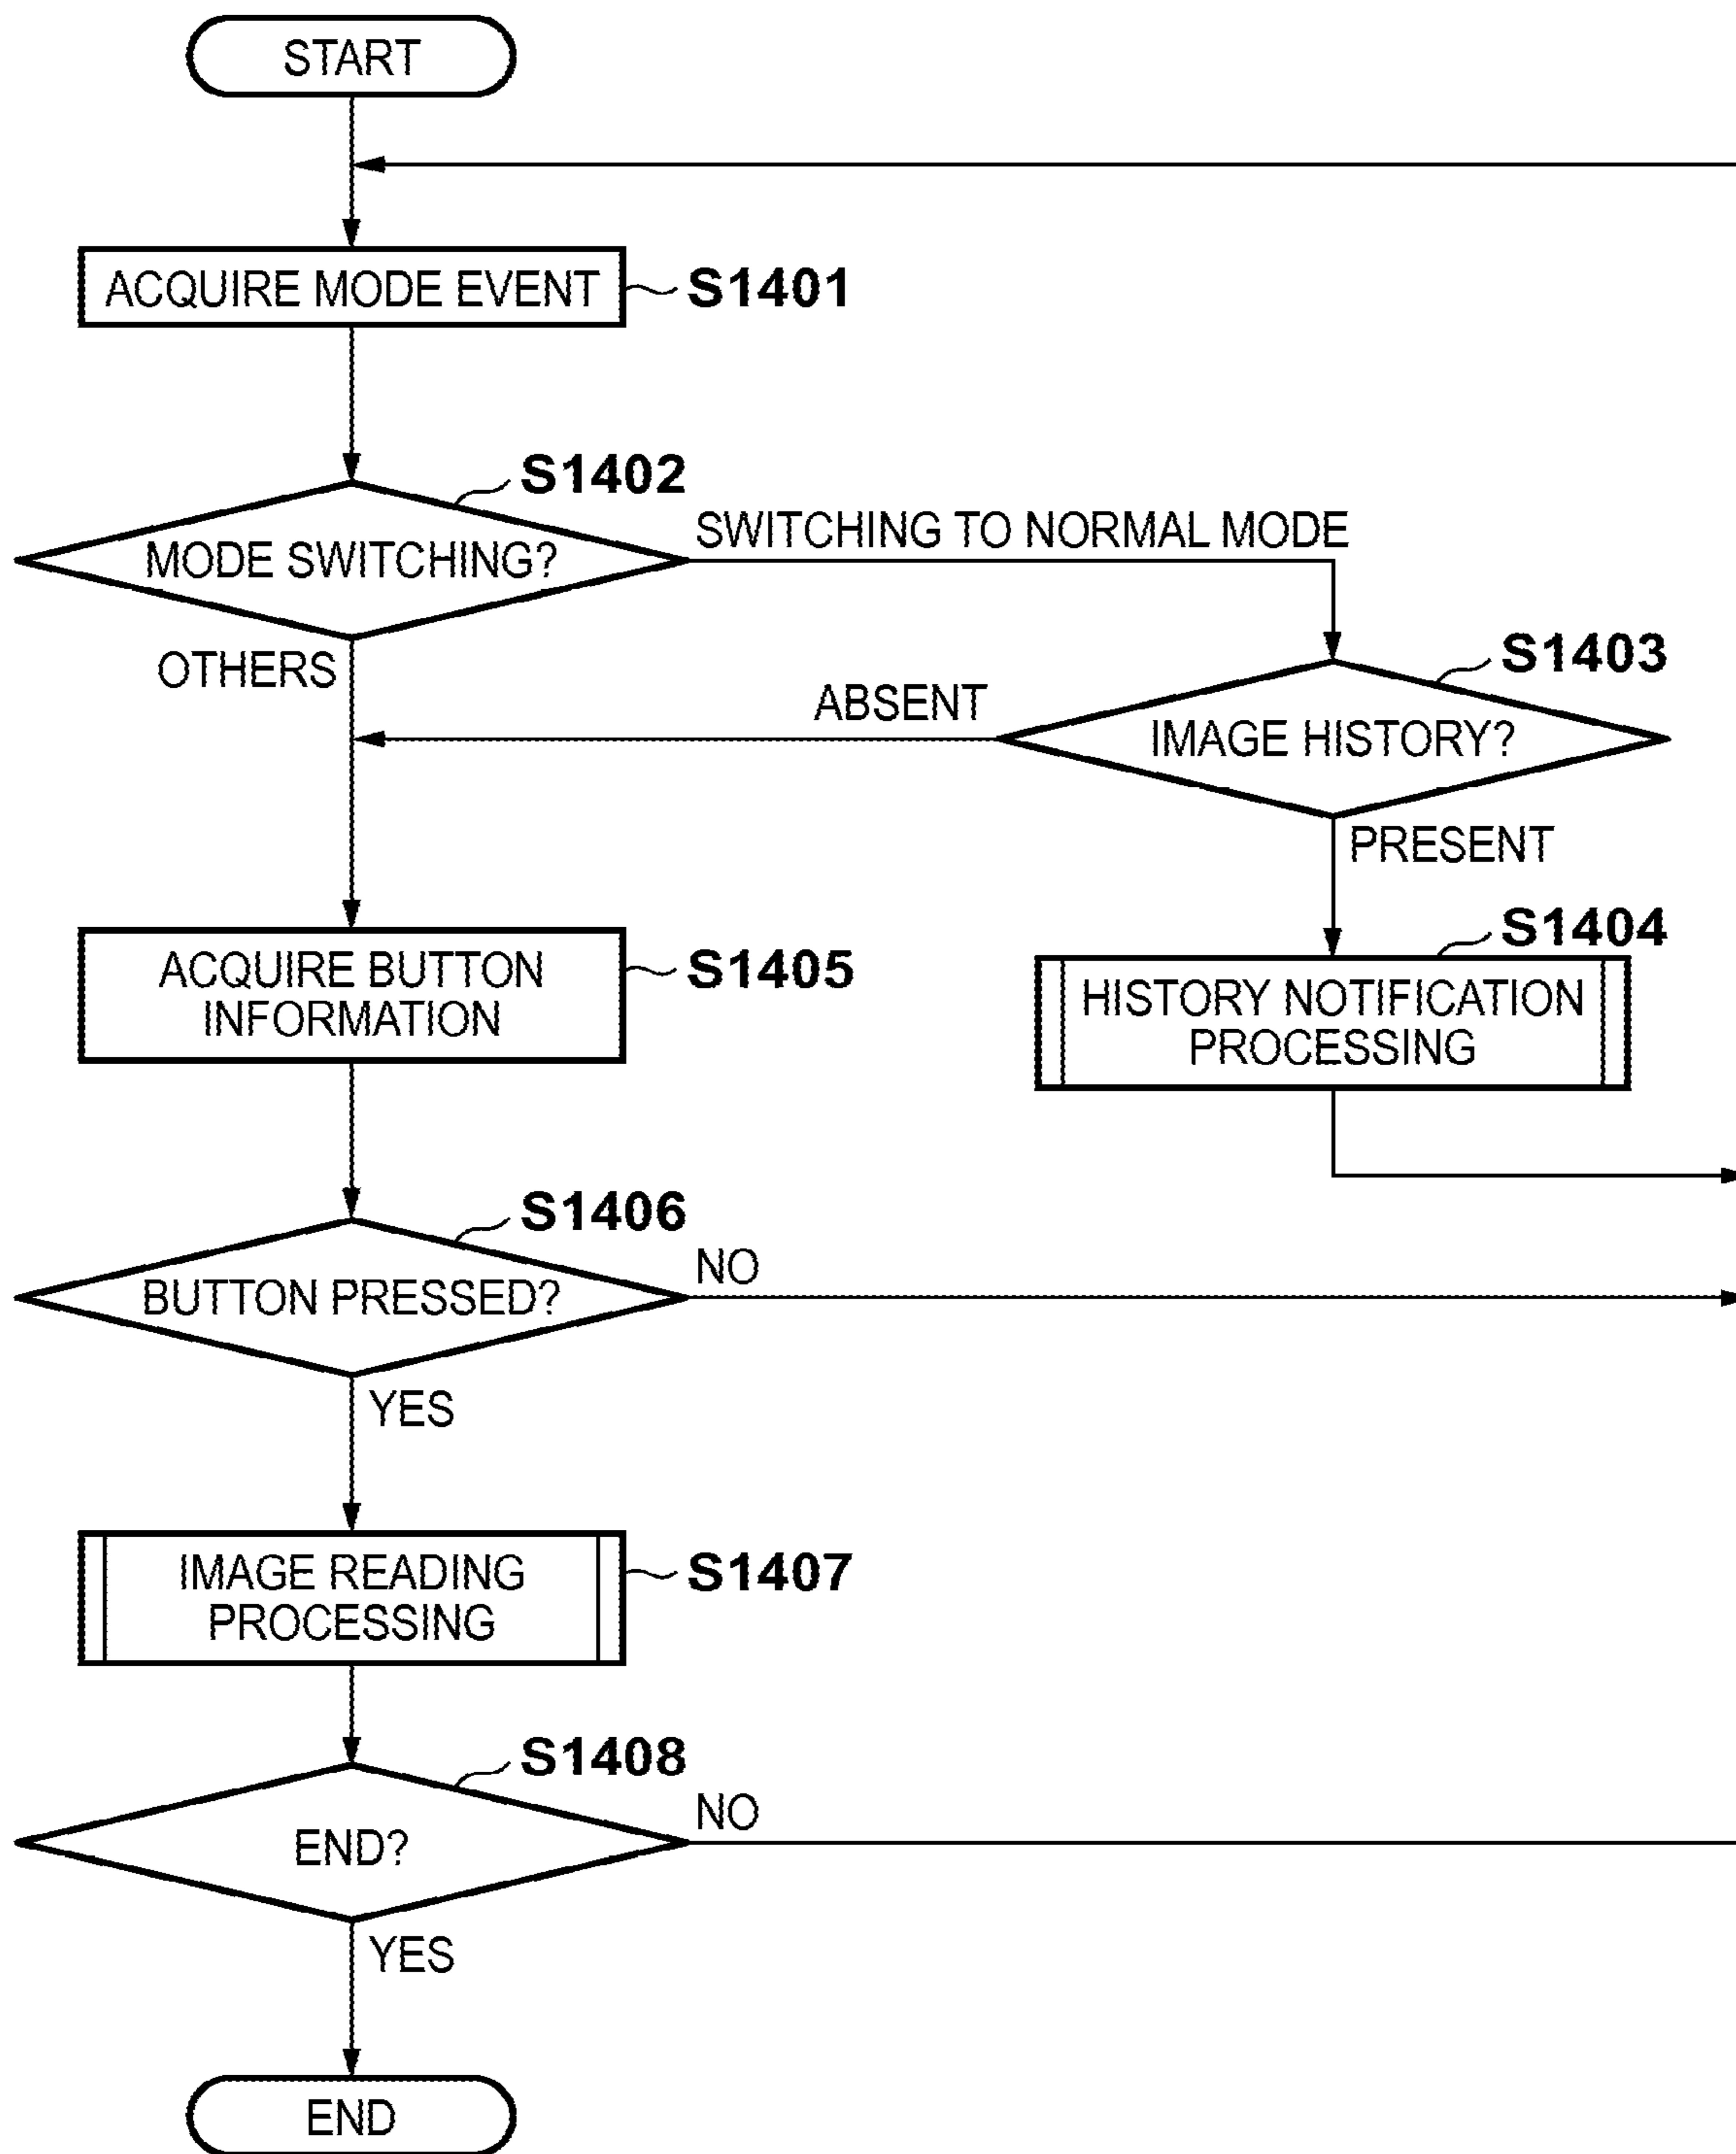 START
ACQUIRE MODE EVENT
S1401
S1402
MODE SWITCHING?
SWITCHING TO NORMAL MODE
OTHERS
S1403
IMAGE HISTORY?
ABSENT
PRESENT
S1404
HISTORY NOTIFICATION
PROCESSING
ACQUIRE BUTTON
INFORMATION
S1405
S1406
BUTTON PRESSED?
NO
YES
IMAGE READING
PROCESSING
S1407
S1408
END?
NO
YES
END